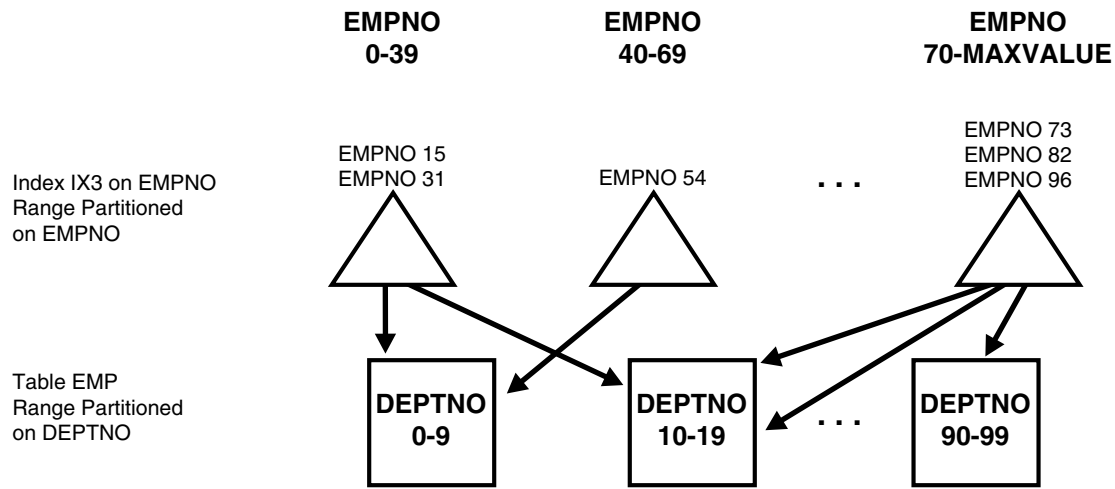 EMPNO
0-39
EMPNO
40-69
EMPNO
70-MAXVALUE
Index IX3 on EMPNO
Range Partitioned
on EMPNO
EMPNO 15
EMPNO 31
EMPNO 54
. . .
EMPNO 73
EMPNO 82
EMPNO 96
Table EMP
Range Partitioned
on DEPTNO
DEPTNO
0-9
DEPTNO
10-19
. . .
DEPTNO
90-99